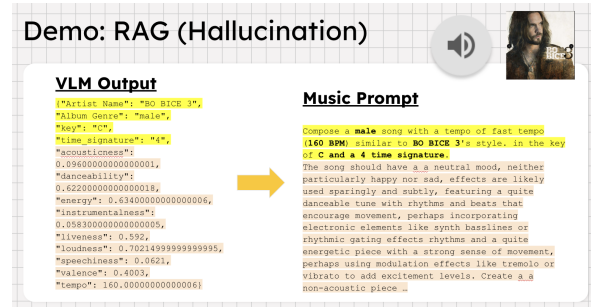 Demo: RAG (Hallucination)
BO
BICE
3
VLM Output
{"Artist Name": "BO BICE 3",
"Album Genre": "male",
"key": "C",
"time_signature": "4",
"acousticness":
0.09600000000000001,
"danceability":
0.62200000000000018,
"energy": 0.63400000000000006,
"instrumentalness":
0.058300000000000005,
"liveness": 0.592,
"loudness": 0.70214999999999995,
"speechiness": 0.0621,
"valence": 0.4003,
"tempo": 160.00000000000006}
Music Prompt
Compose a male song with a tempo of fast tempo
(160 BPM) similar to BO BICE 3's style. in the key
of C and a 4 time signature.
The song should have a a neutral mood, neither
particularly happy nor sad, effects are likely
used sparingly and subtly, featuring a quite
danceable tune with rhythms and beats that
encourage movement, perhaps incorporating
electronic elements like synth basslines or
rhythmic gating effects rhythms and a quite
energetic piece with a strong sense of movement,
perhaps using modulation effects like tremolo or
vibrato to add excitement levels. Create a a
non-acoustic piece …